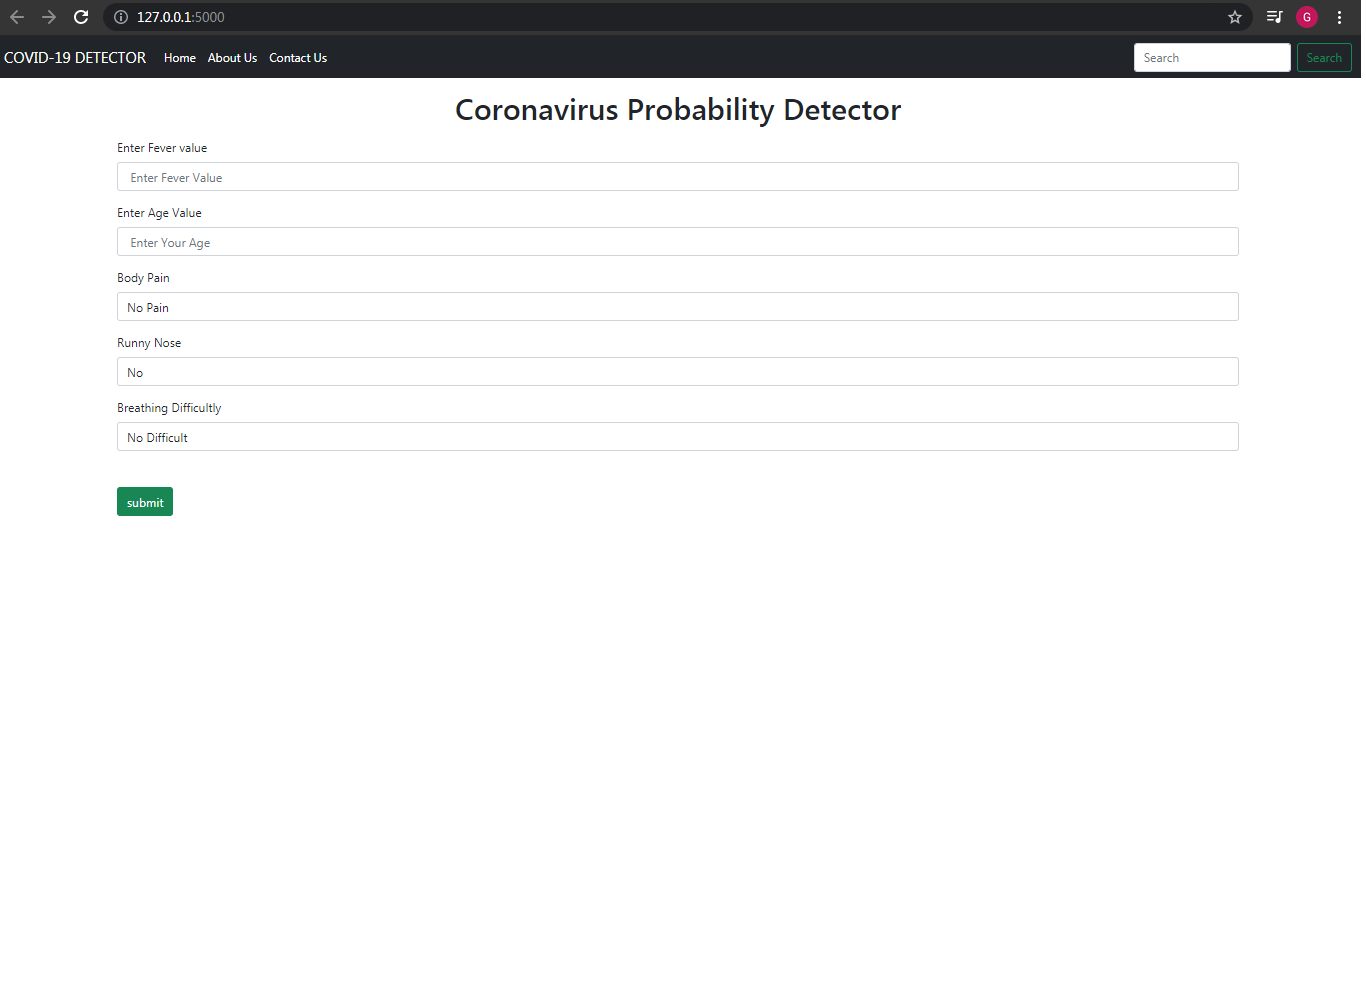 127.0.0.1:5000
G
COVID-19 DETECTOR Home About Us Contact Us Search Search
Coronavirus Probability Detector
Enter Fever value
Enter Fever Value
Enter Age Value
Enter Your Age
Body Pain
No Pain
Runny Nose
No
Breathing Difficultly
No Difficult
submit